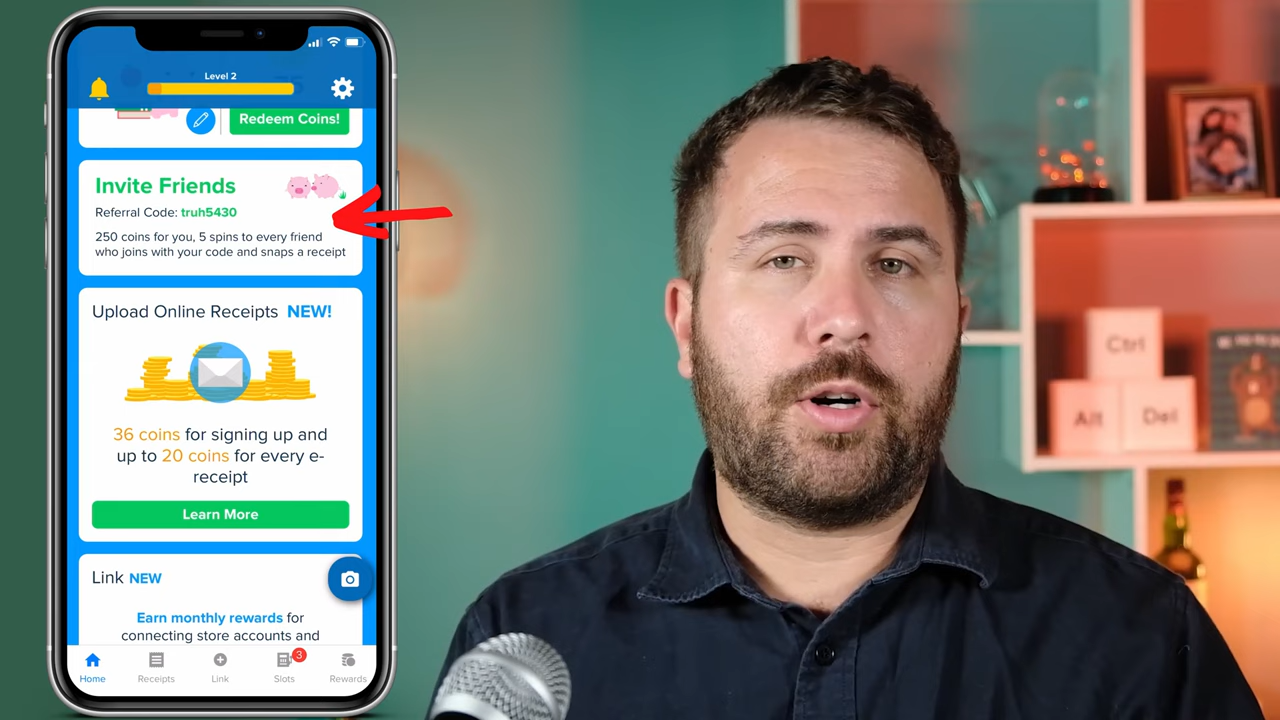 Level 2
Redeem Coins!
Invite Friends
Referral Code: truh5430
250 coins for you, 5 spins to every friend
who joins with your code and snaps a receipt
Upload Online Receipts NEW!
36 coins for signing up and
up to 20 coins for every e-
receipt
Learn More
Link NEW
Earn monthly rewards for
connecting store accounts and
3
Home
Receipts
Link
Slots
Rewards
Ctrl
Alt
Del